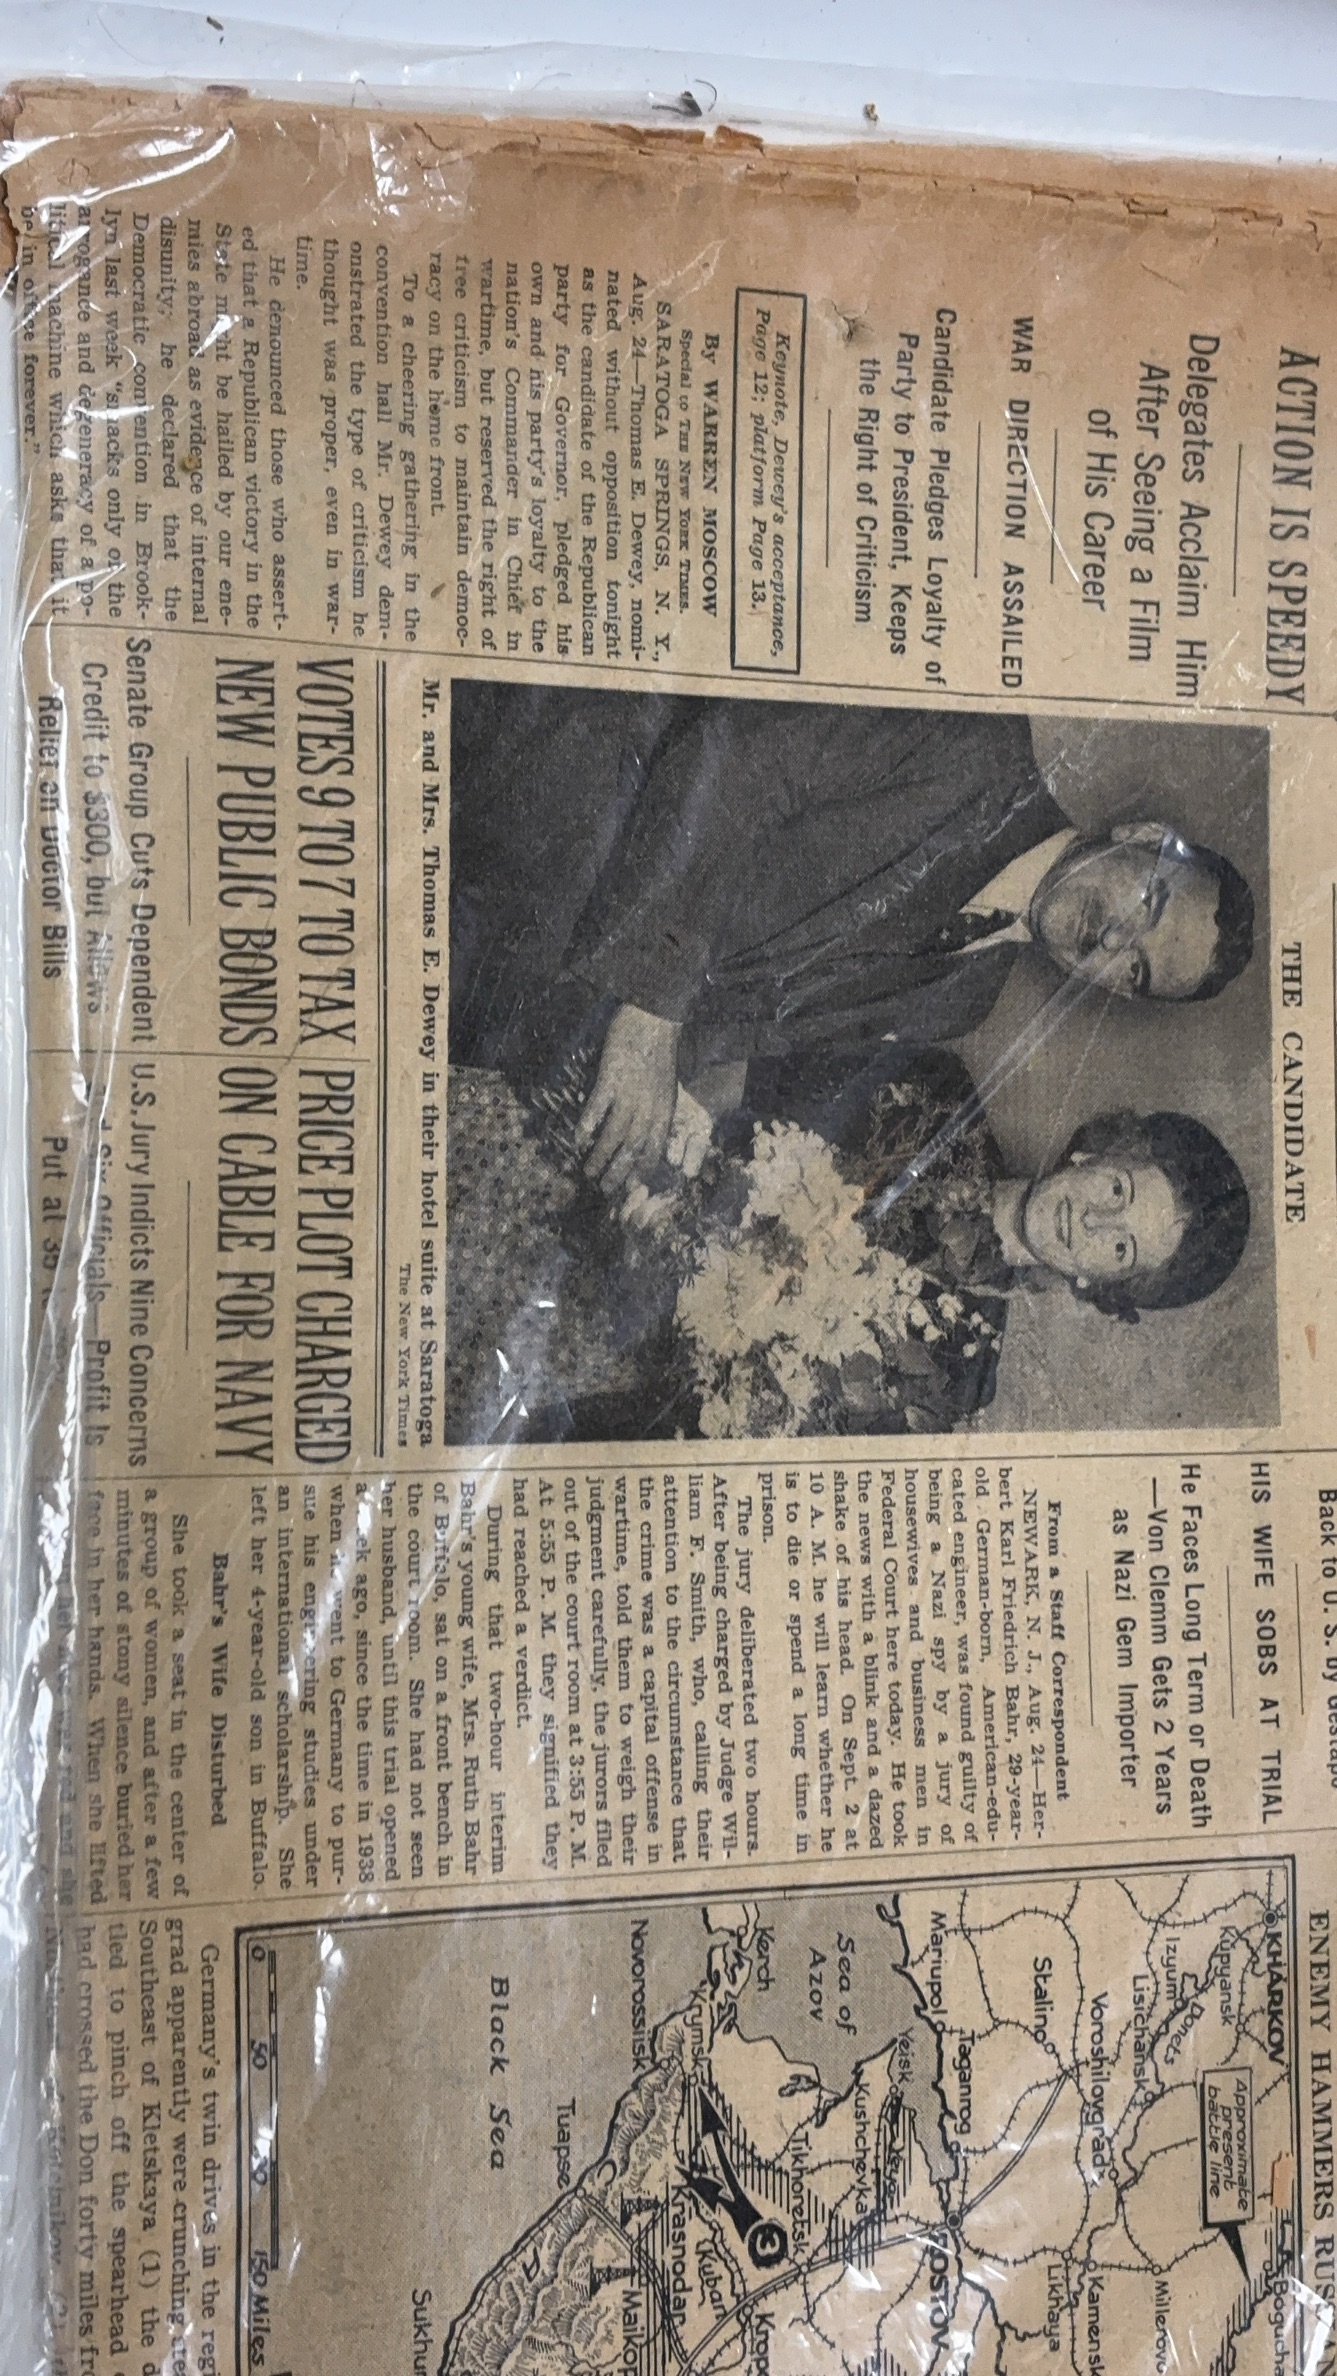 ACTION IS SPEEDY
Delegates Acclaim Him
After Seeing a Film
of His Career
WAR DIRECTION ASSAILED
Candidate Pledges Loyalty of
Party to President, Keeps
the Right of Criticism
Keynote, Dewey's acceptance,
Page 12; platform Page 13.
By WARREN MOSCOW
Special to THE NEW YORK TIMES.
SARATOGA SPRINGS, N. Y.,
Aug. 24—Thomas E. Dewey, nomi-
nated without opposition tonight
as the candidate of the Republican
party for Governor, pledged his
own and his party's loyalty to the
nation's Commander in Chief in
wartime, but reserved the right of
free criticism to maintain democ-
racy on the home front.
To a cheering gathering in the
convention hall Mr. Dewey dem-
onstrated the type of criticism he
thought was proper, even in war-
time.
He denounced those who assert-
ed that a Republican victory in the
State might be hailed by our ene-
mies abroad as evidence of internal
disunity; he declared that the
Democratic convention in Brook-
lyn last week "smacks only of the
arrogance and degeneracy of a po-
litical machine which asks that it
be in office forever."
THE CANDIDATE
Mr. and Mrs. Thomas E. Dewey in their hotel suite at Saratoga
The New York Times
VOTES 9 TO 7 TO TAX
NEW PUBLIC BONDS
Senate Group Cuts Dependent
Credit to $300, but Allows
Relief on Doctor Bills
PRICE PLOT CHARGED
ON CABLE FOR NAVY
U.S. Jury Indicts Nine Concerns
and Six Officials—Profit Is
Put at 35
Back to U. S. by Gestapo
HIS WIFE SOBS AT TRIAL
He Faces Long Term or Death
—Von Clemm Gets 2 Years
as Nazi Gem Importer
From a Staff Correspondent
NEWARK, N. J., Aug. 24—Her-
bert Karl Friedrich Bahr, 29-year-
old German-born, American-edu-
cated engineer, was found guilty of
being a Nazi spy by a jury of
housewives and business men in
Federal Court here today. He took
the news with a blink and a dazed
shake of his head. On Sept. 2 at
10 A. M. he will learn whether he
is to die or spend a long time in
prison.
The jury deliberated two hours.
After being charged by Judge Wil-
liam F. Smith, who, calling their
attention to the circumstance that
the crime was a capital offense in
wartime, told them to weigh their
judgment carefully, the jurors filed
out of the court room at 3:55 P. M.
At 5:55 P. M. they signified they
had reached a verdict.
During that two-hour interim
Bahr's young wife, Mrs. Ruth Bahr
of Buffalo, sat on a front bench in
the court room. She had not seen
her husband, until this trial opened
a week ago, since the time in 1938
when he went to Germany to pur-
sue his engineering studies under
an international scholarship. She
left her 4-year-old son in Buffalo.
Bahr's Wife Disturbed
She took a seat in the center of
a group of women, and after a few
minutes of stony silence buried her
face in her hands. When she lifted
red and she
ENEMY HAMMERS RUS
KHARKOV
Kupyansk
Izyum
Donets
Lisichansk
Approximate
present
battle line
Bogucha
Voroshilovgrad
Millerovo
Stalino
Kamensk
Likhaya
Mariupol
Taganrog
ROSTOV
Sea of
Azov
Yeisk
Yeya
Kushchevka
Kerch
Tikhoretsk
3
Krop
Krymsk
Krasnodar
(Kuban
Novorossisk
Maikop
Tuapse
Black Sea
Sukhum
0
50
150 Miles
Germany's twin drives in the regi
grad apparently were crunching
Southeast of Kletskaya (1) the
tled to pinch off the spearhead
had crossed the Don forty miles